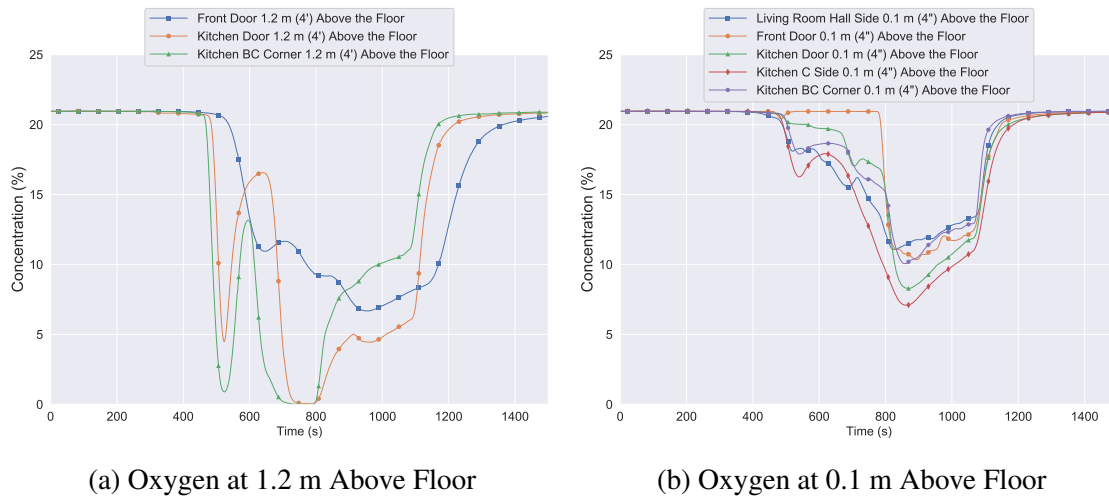 Front Door 1.2 m (4') Above the Floor
Kitchen Door 1.2 m (4') Above the Floor
Kitchen BC Corner 1.2 m (4') Above the Floor
25
20
15
10
5
0
Concentration (%)
0 200 400 600 800 1000 1200 1400
Time (s)
(a) Oxygen at 1.2 m Above Floor
Living Room Hall Side 0.1 m (4") Above the Floor
Front Door 0.1 m (4") Above the Floor
Kitchen Door 0.1 m (4") Above the Floor
Kitchen C Side 0.1 m (4") Above the Floor
Kitchen BC Corner 0.1 m (4") Above the Floor
25
20
15
10
5
0
Concentration (%)
0 200 400 600 800 1000 1200 1400
Time (s)
(b) Oxygen at 0.1 m Above Floor